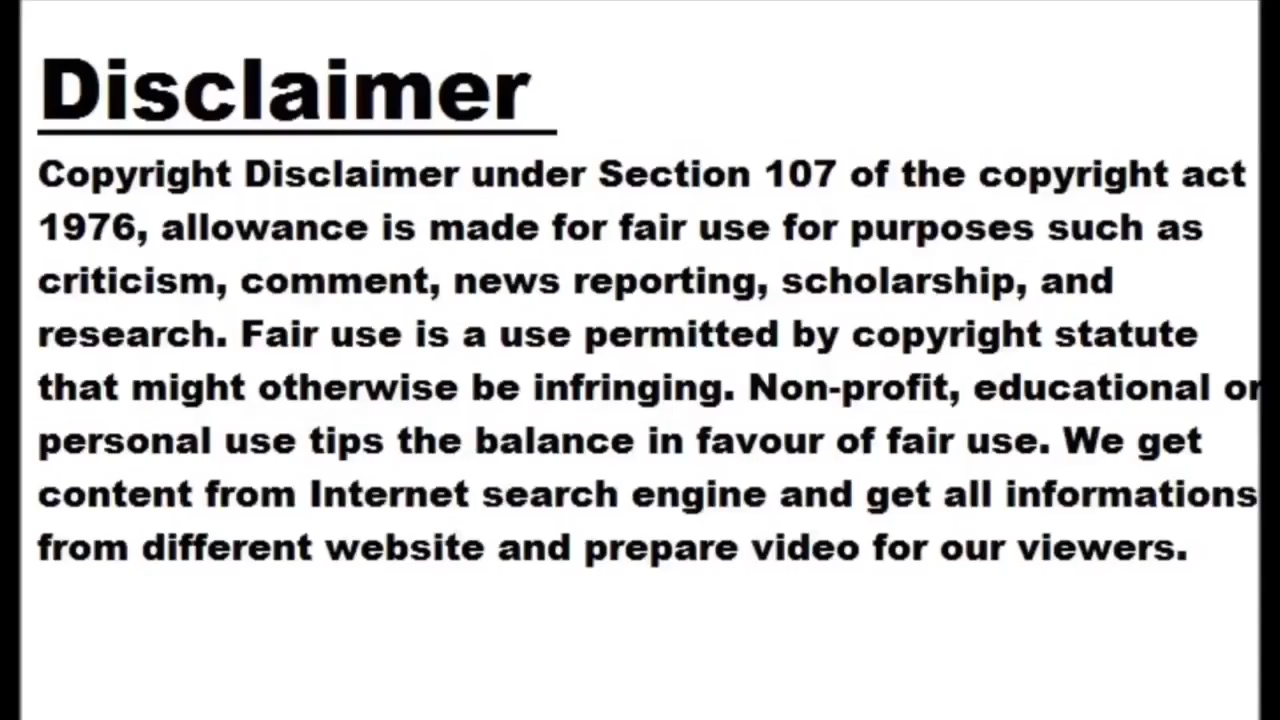 Disclaimer
Copyright Disclaimer under Section 107 of the copyright act
1976, allowance is made for fair use for purposes such as
criticism, comment, news reporting, scholarship, and
research. Fair use is a use permitted by copyright statute
that might otherwise be infringing. Non-profit, educational or
personal use tips the balance in favour of fair use. We get
content from Internet search engine and get all informations
from different website and prepare video for our viewers.